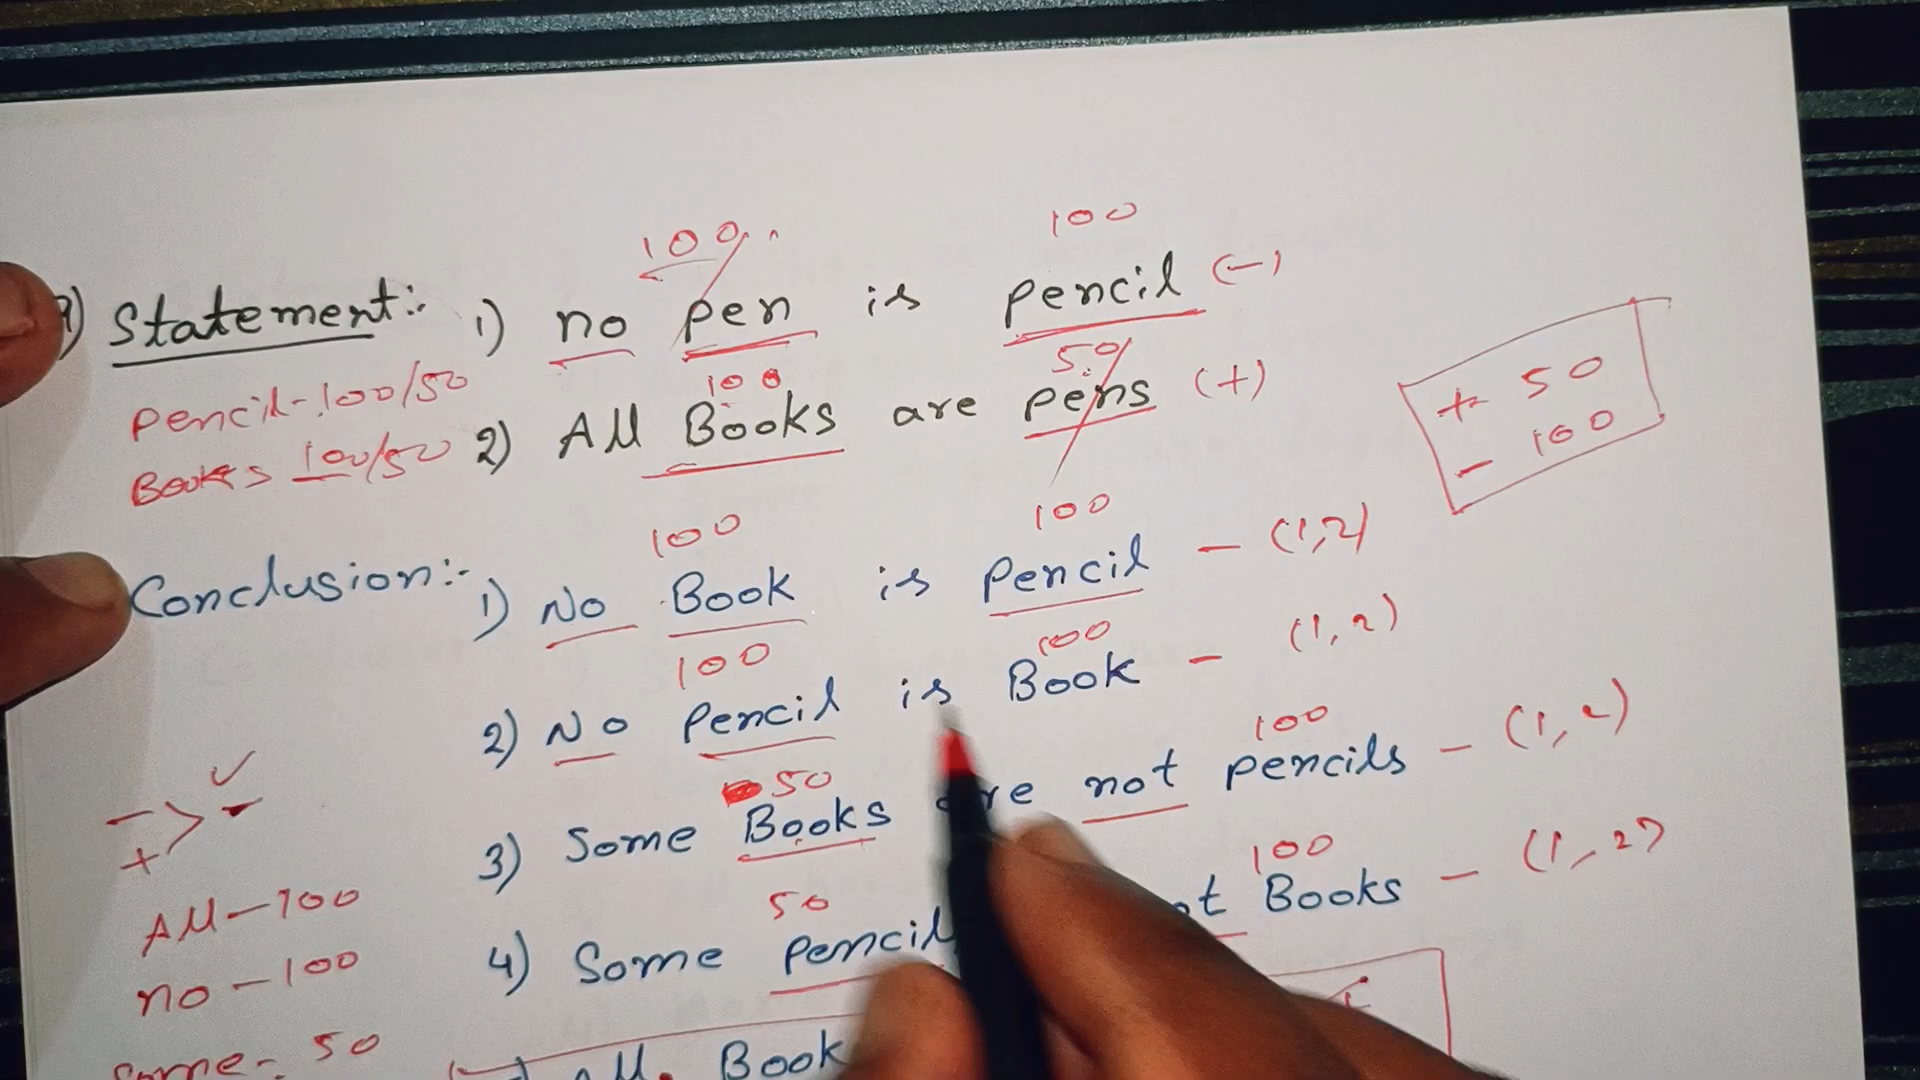 100%
100
Statement:- 1) no pen is pencil (-)
pencil-100/50
100
50%
2) All Books are pens (+)
Books 100/50
+ 50
- 100
100
100
Conclusion:- 1) No Book is pencil - (1,2)
100
100
2) No pencil is Book - (1,2)
50
100
3) Some Books are not pencils - (1,2)
- + > -
50
100
4) Some pencil Books - (1,2)
All-100
no-100
Some-50
All Book